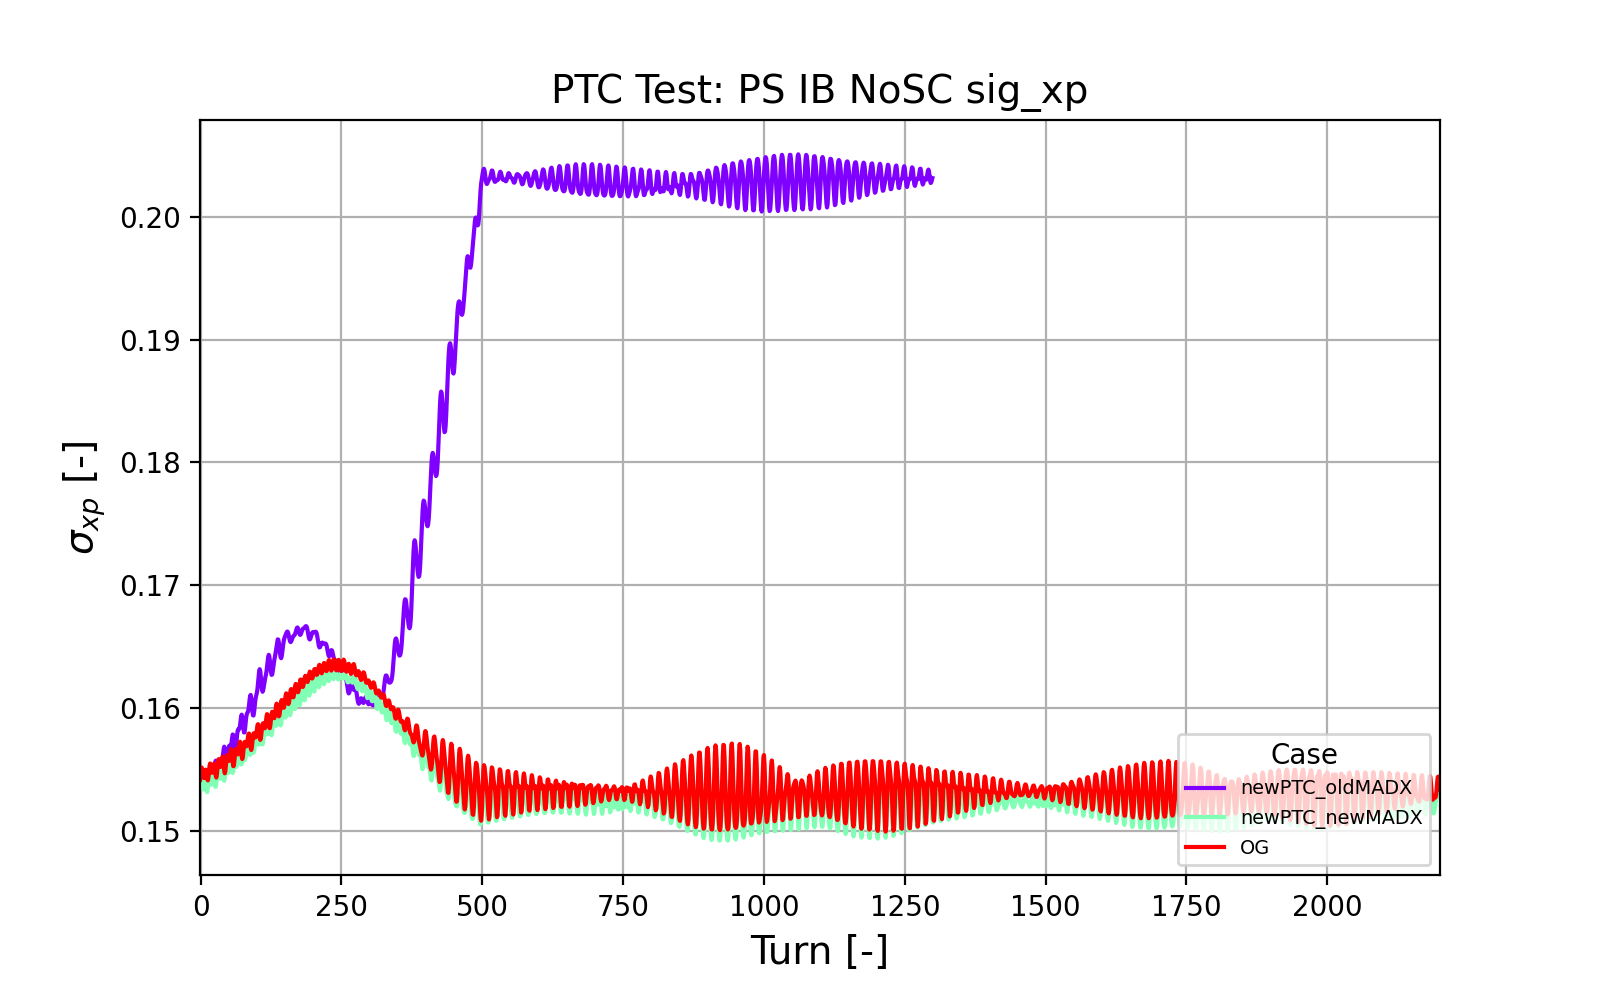 PTC Test: PS IB NoSC sig_xp
σxp [-]
0.20
0.19
0.18
0.17
0.16
0.15
Case
newPTC_oldMADX
newPTC_newMADX
OG
0 250 500 750 1000 1250 1500 1750 2000
Turn [-]